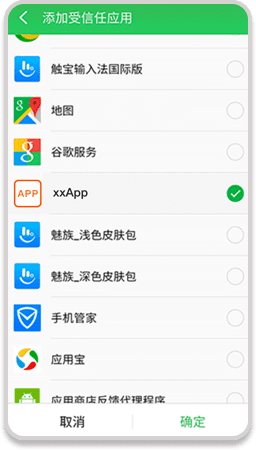 添加受信任应用
触宝输入法国际版
地图
谷歌服务
APP xxApp
魅族_浅色皮肤包
魅族_深色皮肤包
手机管家
应用宝
应用商店反馈代理程序
取消 确定